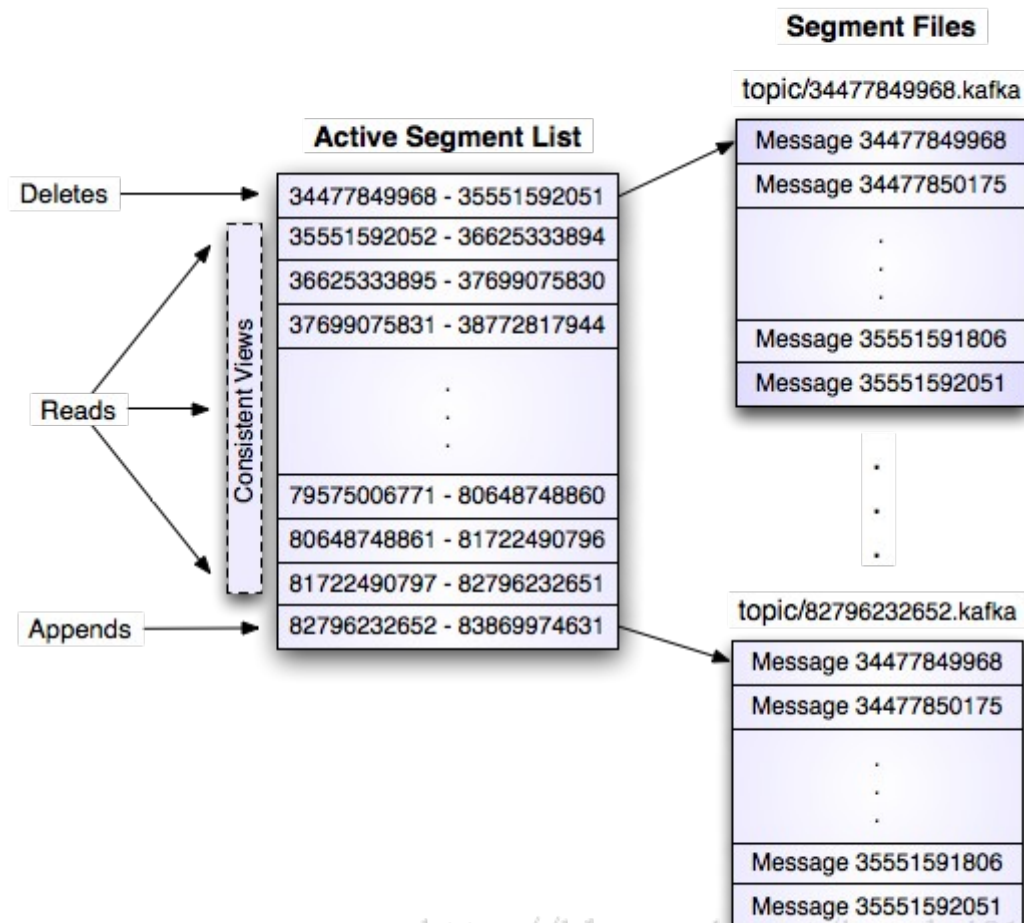 Segment Files
topic/34477849968.kafka
Message 34477849968
Message 34477850175
.
.
.
Message 35551591806
Message 35551592051
Active Segment List
Deletes
34477849968 - 35551592051
35551592052 - 36625333894
36625333895 - 37699075830
37699075831 - 38772817944
.
.
.
79575006771 - 80648748860
80648748861 - 81722490796
81722490797 - 82796232651
82796232652 - 83869974631
Reads
Consistent Views
Appends
.
.
.
topic/82796232652.kafka
Message 34477849968
Message 34477850175
.
.
.
Message 35551591806
Message 35551592051